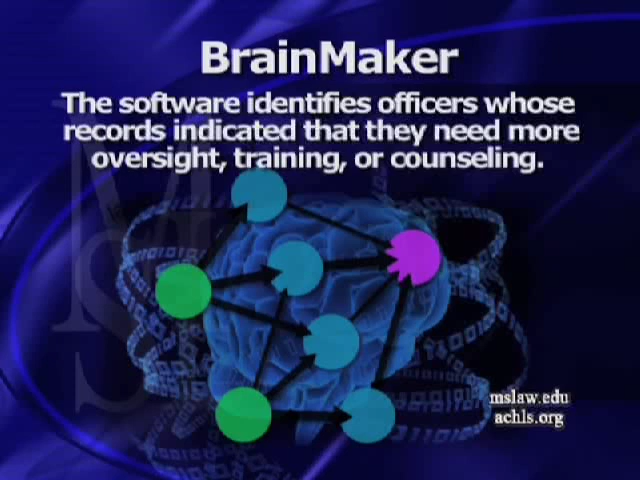 BrainMaker
The software identifies officers whose
records indicated that they need more
oversight, training, or counseling.
MS
mslaw.edu
achls.org